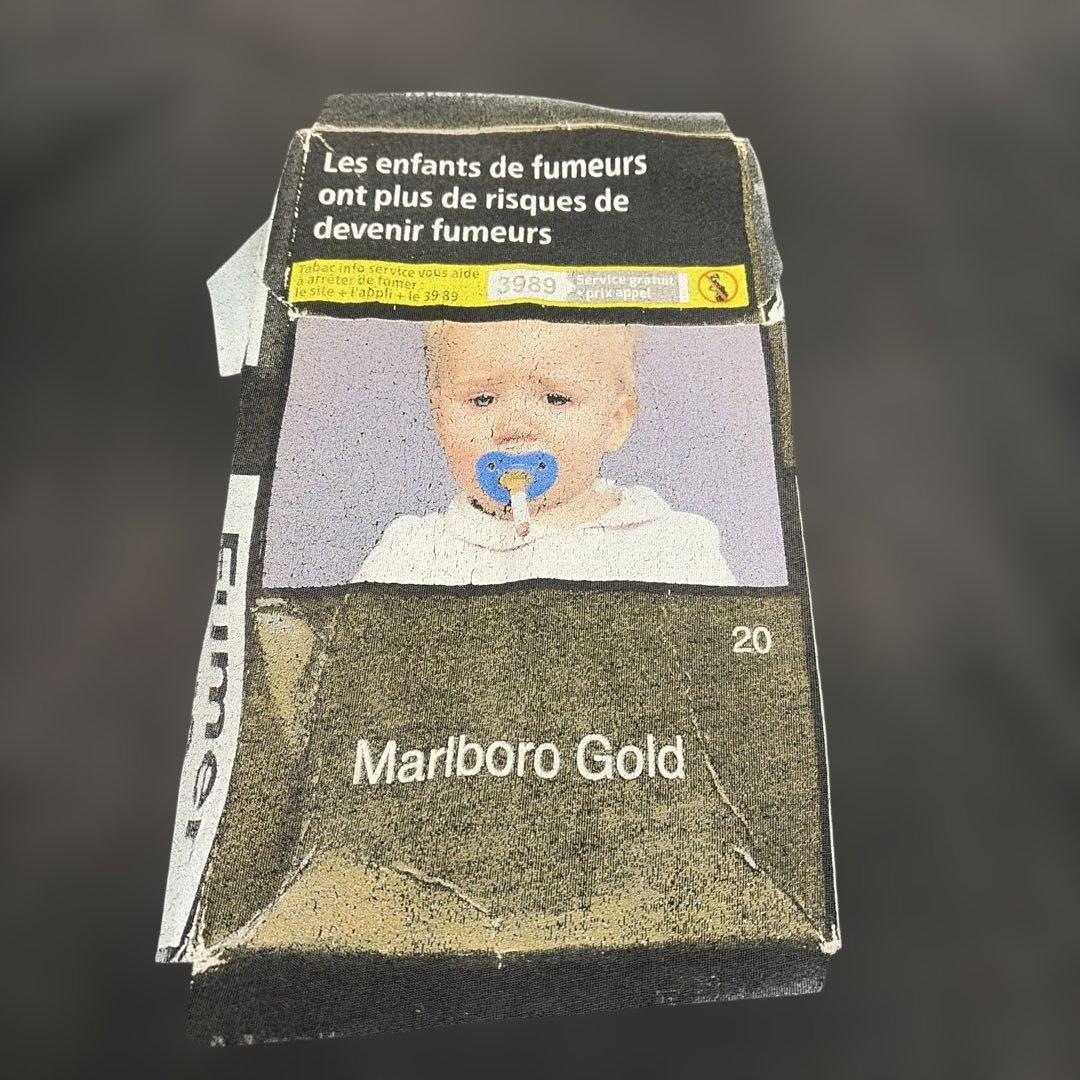 Les enfants de fumeurs
ont plus de risques de
devenir fumeurs
Tabac info service vous aide
à arrêter de fumer
le site + l'appli + le 39 89
3989
Service gratuit
+ prix appel
20
Marlboro Gold
Fumer